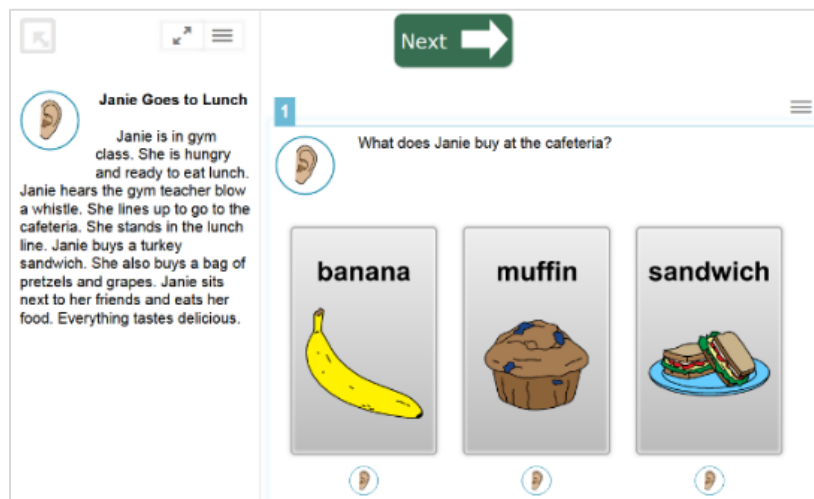 Next
Janie Goes to Lunch
Janie is in gym
class. She is hungry
and ready to eat lunch.
Janie hears the gym teacher blow
a whistle. She lines up to go to the
cafeteria. She stands in the lunch
line. Janie buys a turkey
sandwich. She also buys a bag of
pretzels and grapes. Janie sits
next to her friends and eats her
food. Everything tastes delicious.
1
What does Janie buy at the cafeteria?
banana
muffin
sandwich